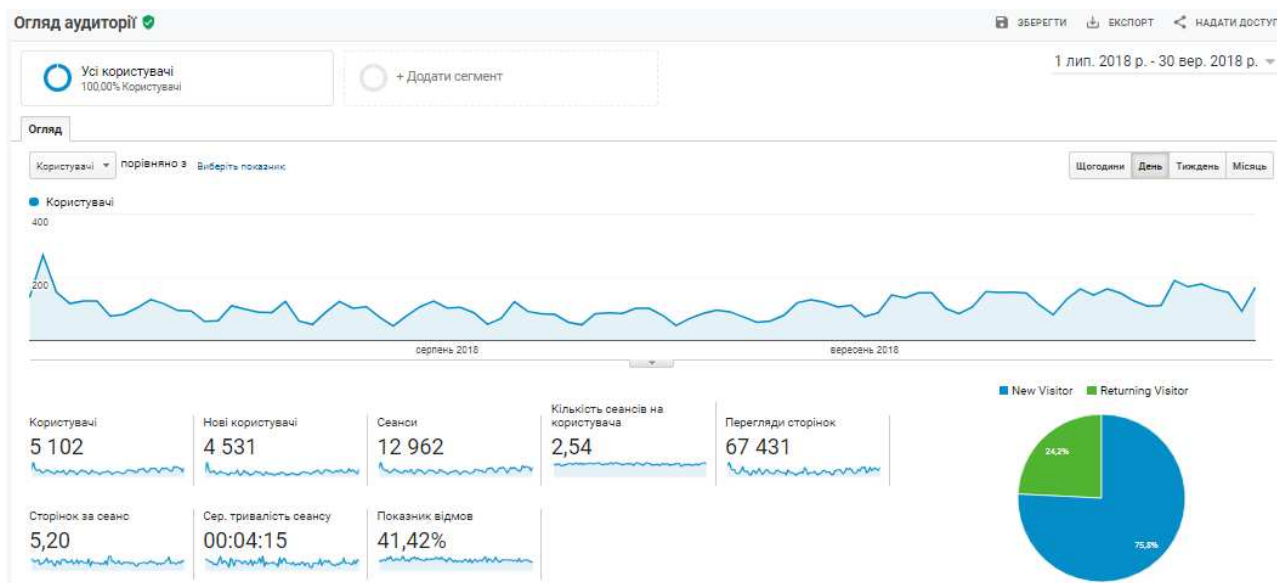 Огляд аудиторії
ЗБЕРЕГТИ ЕКСПОРТ НАДАТИ ДОСТУП
Усі користувачі
100,00% Користувачі
+ Додати сегмент
1 лип. 2018 р. - 30 вер. 2018 р.
Огляд
Користувачі порівняно з Виберіть показник
Щогодини День Тиждень Місяць
Користувачі
400
200
серпень 2018 вересень 2018
New Visitor Returning Visitor
Користувачі
5 102
Нові користувачі
4 531
Сеанси
12 962
Кількість сеансів на
користувача
2,54
Перегляди сторінок
67 431
Сторінок за сеанс
5,20
Сер. тривалість сеансу
00:04:15
Показник відмов
41,42%
24,2%
75,8%